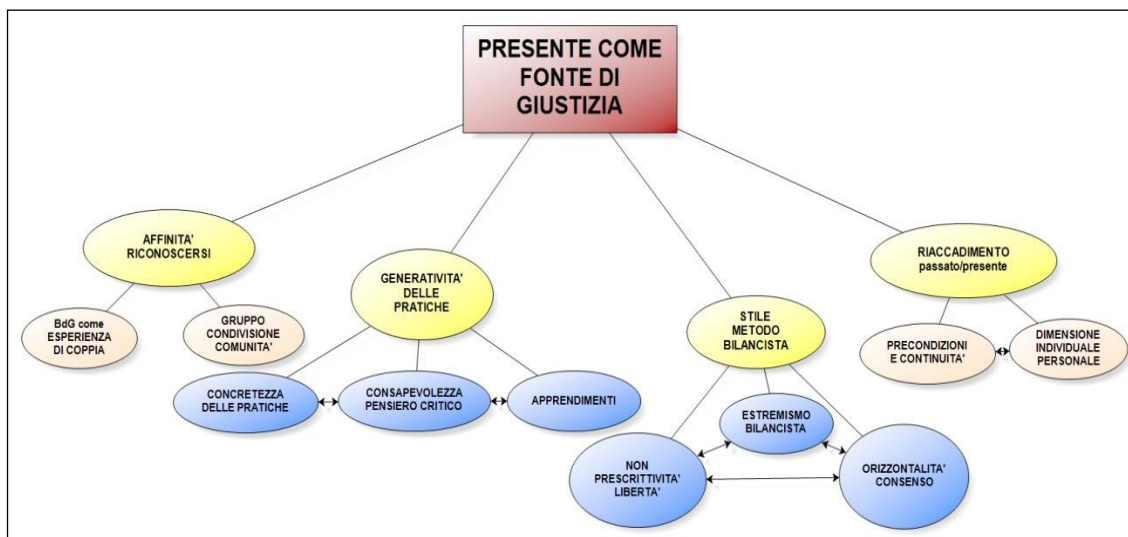 PRESENTE COME
FONTE DI
GIUSTIZIA
AFFINITA'
RICONOSCERSI
BdG come
ESPERIENZA
DI COPPIA
GRUPPO
CONDIVISIONE
COMUNITA'
GENERATIVITA'
DELLE
PRATICHE
CONCRETEZZA
DELLE PRATICHE
CONSAPEVOLEZZA
PENSIERO CRITICO
APPRENDIMENTI
STILE
METODO
BILANCISTA
ESTREMISMO
BILANCISTA
NON
PRESCRITTIVITA'
LIBERTA'
ORIZZONTALITA'
CONSENSO
RIACCADIMENTO
passato/presente
PRECONDIZIONI
E CONTINUITA'
DIMENSIONE
INDIVIDUALE
PERSONALE